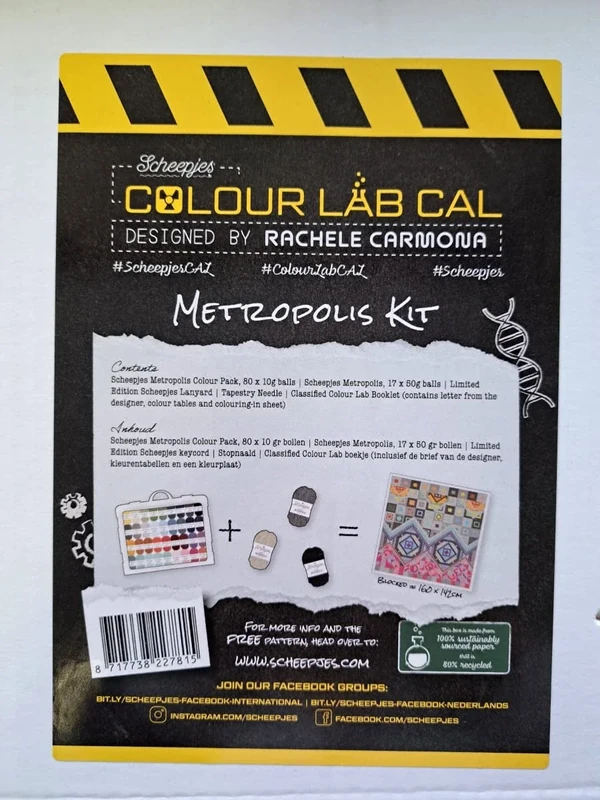 Scheepjes
COLOUR LAB CAL
DESIGNED BY RACHELE CARMONA
#ScheepjesCAL #ColourLabCAL #Scheepjes
METROPOLIS KIT
Contents
Scheepjes Metropolis Colour Pack, 80 x 10g balls | Scheepjes Metropolis, 17 x 50g balls | Limited
Edition Scheepjes Lanyard | Tapestry Needle | Classified Colour Lab Booklet (contains letter from the
designer, colour tables and colouring-in sheet)
Inhoud
Scheepjes Metropolis Colour Pack, 80 x 10 gr bollen | Scheepjes Metropolis, 17 x 50 gr bollen | Limited
Edition Scheepjes keycord | Stopnaald | Classified Colour Lab boekje (inclusief de brief van de designer,
kleurentabellen en een kleurplaat)
+ =
BLOCKED IN 160 X 142CM
8 717738 227815
FOR MORE INFO AND THE
FREE PATTERN, HEAD OVER TO:
WWW.SCHEEPJES.COM
This box is made from
100% sustainably
sourced paper
that is
80% recycled
JOIN OUR FACEBOOK GROUPS:
BIT.LY/SCHEEPJES-FACEBOOK-INTERNATIONAL | BIT.LY/SCHEEPJES-FACEBOOK-NEDERLANDS
INSTAGRAM.COM/SCHEEPJES FACEBOOK.COM/SCHEEPJES